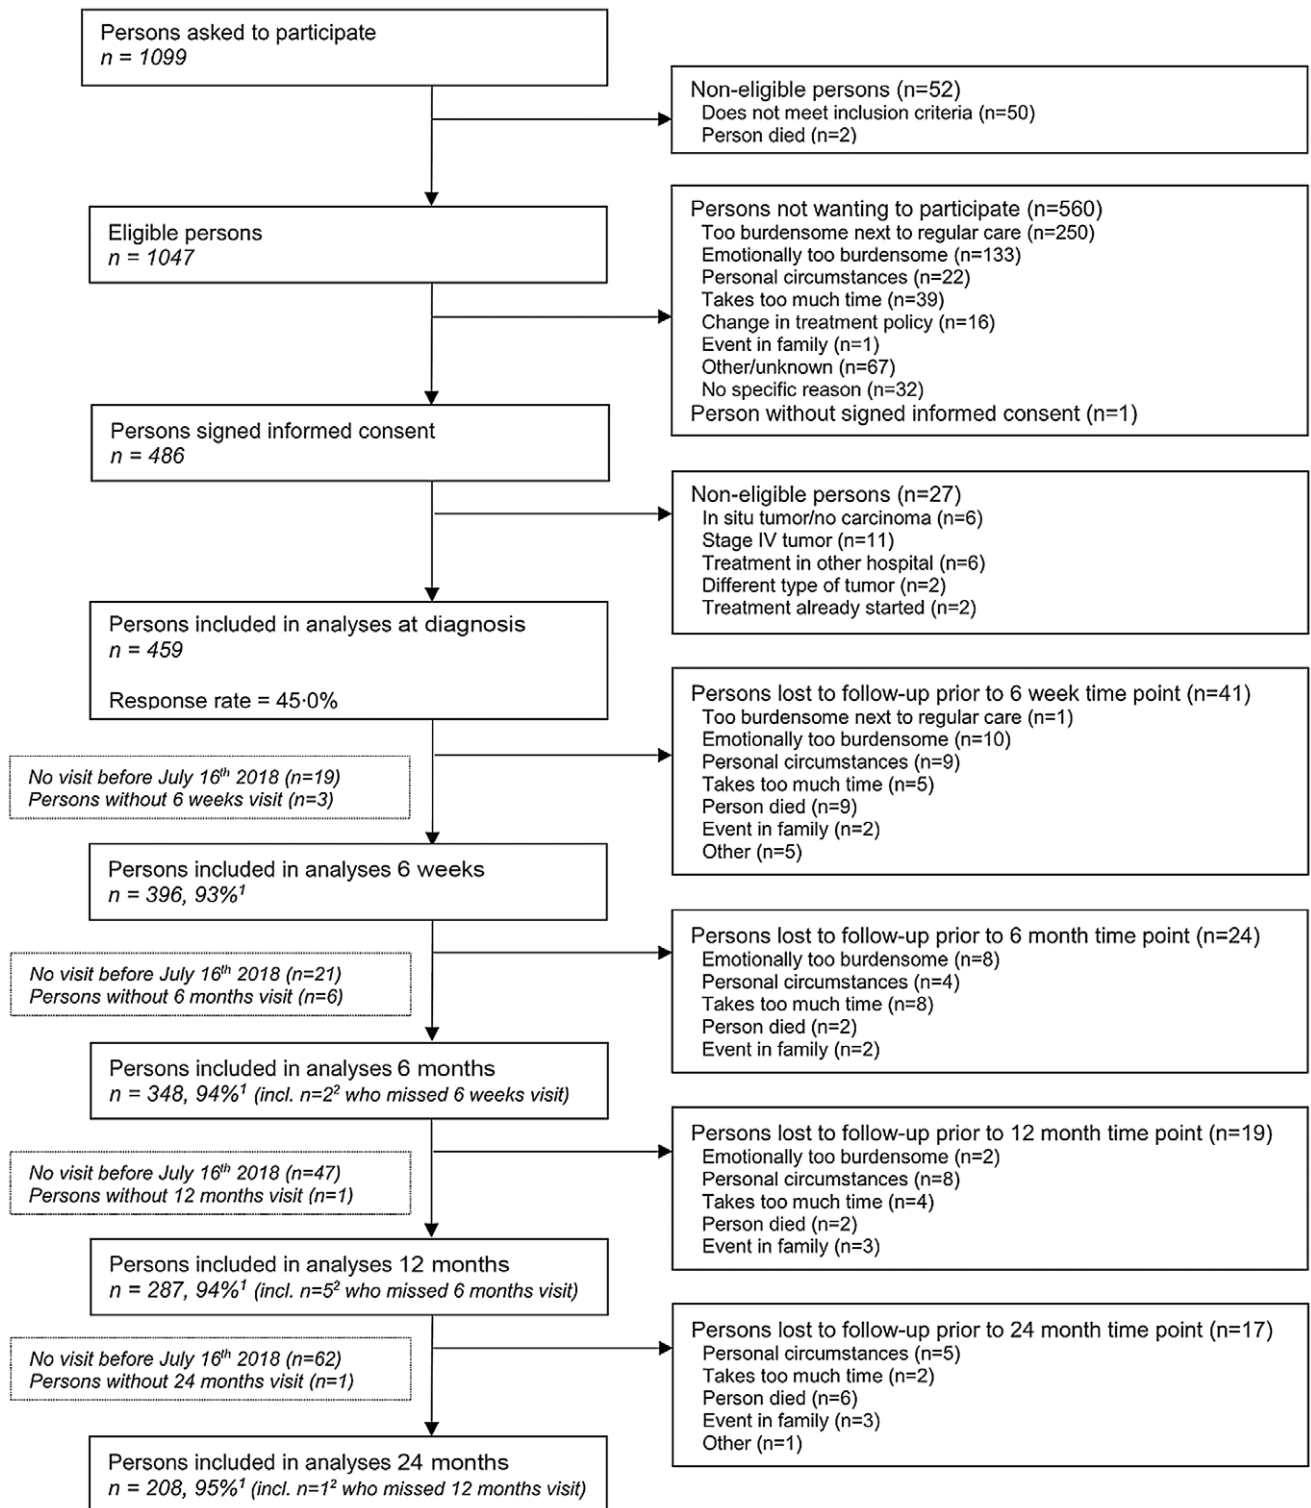 Persons asked to participate
n = 1099
Non-eligible persons (n=52)
Does not meet inclusion criteria (n=50)
Person died (n=2)
Eligible persons
n = 1047
Persons not wanting to participate (n=560)
Too burdensome next to regular care (n=250)
Emotionally too burdensome (n=133)
Personal circumstances (n=22)
Takes too much time (n=39)
Change in treatment policy (n=16)
Event in family (n=1)
Other/unknown (n=67)
No specific reason (n=32)
Person without signed informed consent (n=1)
Persons signed informed consent
n = 486
Non-eligible persons (n=27)
In situ tumor/no carcinoma (n=6)
Stage IV tumor (n=11)
Treatment in other hospital (n=6)
Different type of tumor (n=2)
Treatment already started (n=2)
Persons included in analyses at diagnosis
n = 459
Response rate = 45·0%
Persons lost to follow-up prior to 6 week time point (n=41)
Too burdensome next to regular care (n=1)
Emotionally too burdensome (n=10)
Personal circumstances (n=9)
Takes too much time (n=5)
Person died (n=9)
Event in family (n=2)
Other (n=5)
No visit before July 16th 2018 (n=19)
Persons without 6 weeks visit (n=3)
Persons included in analyses 6 weeks
n = 396, 93%¹
Persons lost to follow-up prior to 6 month time point (n=24)
Emotionally too burdensome (n=8)
Personal circumstances (n=4)
Takes too much time (n=8)
Person died (n=2)
Event in family (n=2)
No visit before July 16th 2018 (n=21)
Persons without 6 months visit (n=6)
Persons included in analyses 6 months
n = 348, 94%¹ (incl. n=2² who missed 6 weeks visit)
Persons lost to follow-up prior to 12 month time point (n=19)
Emotionally too burdensome (n=2)
Personal circumstances (n=8)
Takes too much time (n=4)
Person died (n=2)
Event in family (n=3)
No visit before July 16th 2018 (n=47)
Persons without 12 months visit (n=1)
Persons included in analyses 12 months
n = 287, 94%¹ (incl. n=5² who missed 6 months visit)
Persons lost to follow-up prior to 24 month time point (n=17)
Personal circumstances (n=5)
Takes too much time (n=2)
Person died (n=6)
Event in family (n=3)
Other (n=1)
No visit before July 16th 2018 (n=62)
Persons without 24 months visit (n=1)
Persons included in analyses 24 months
n = 208, 95%¹ (incl. n=1² who missed 12 months visit)